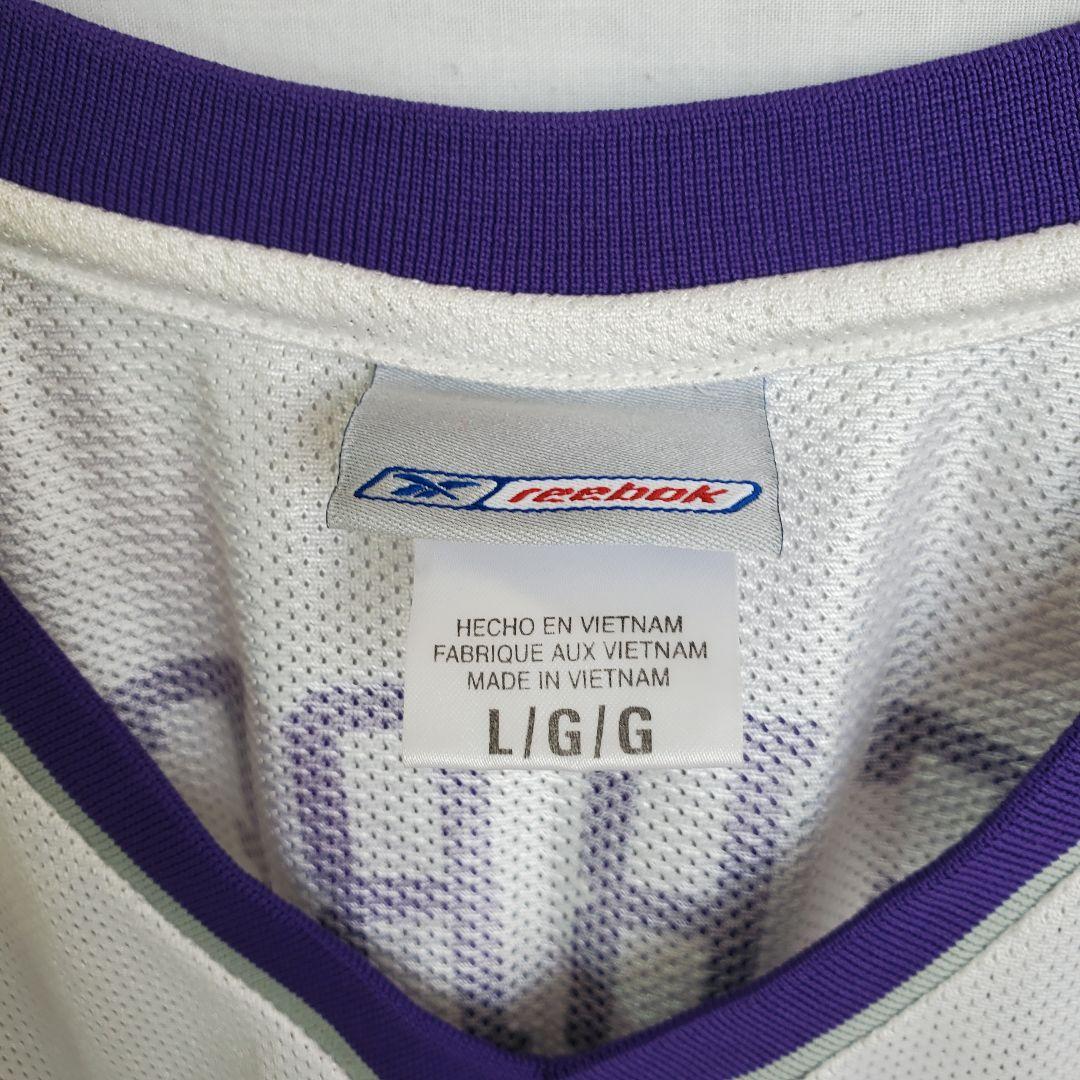 reebok
HECHO EN VIETNAM
FABRIQUE AUX VIETNAM
MADE IN VIETNAM
L/G/G